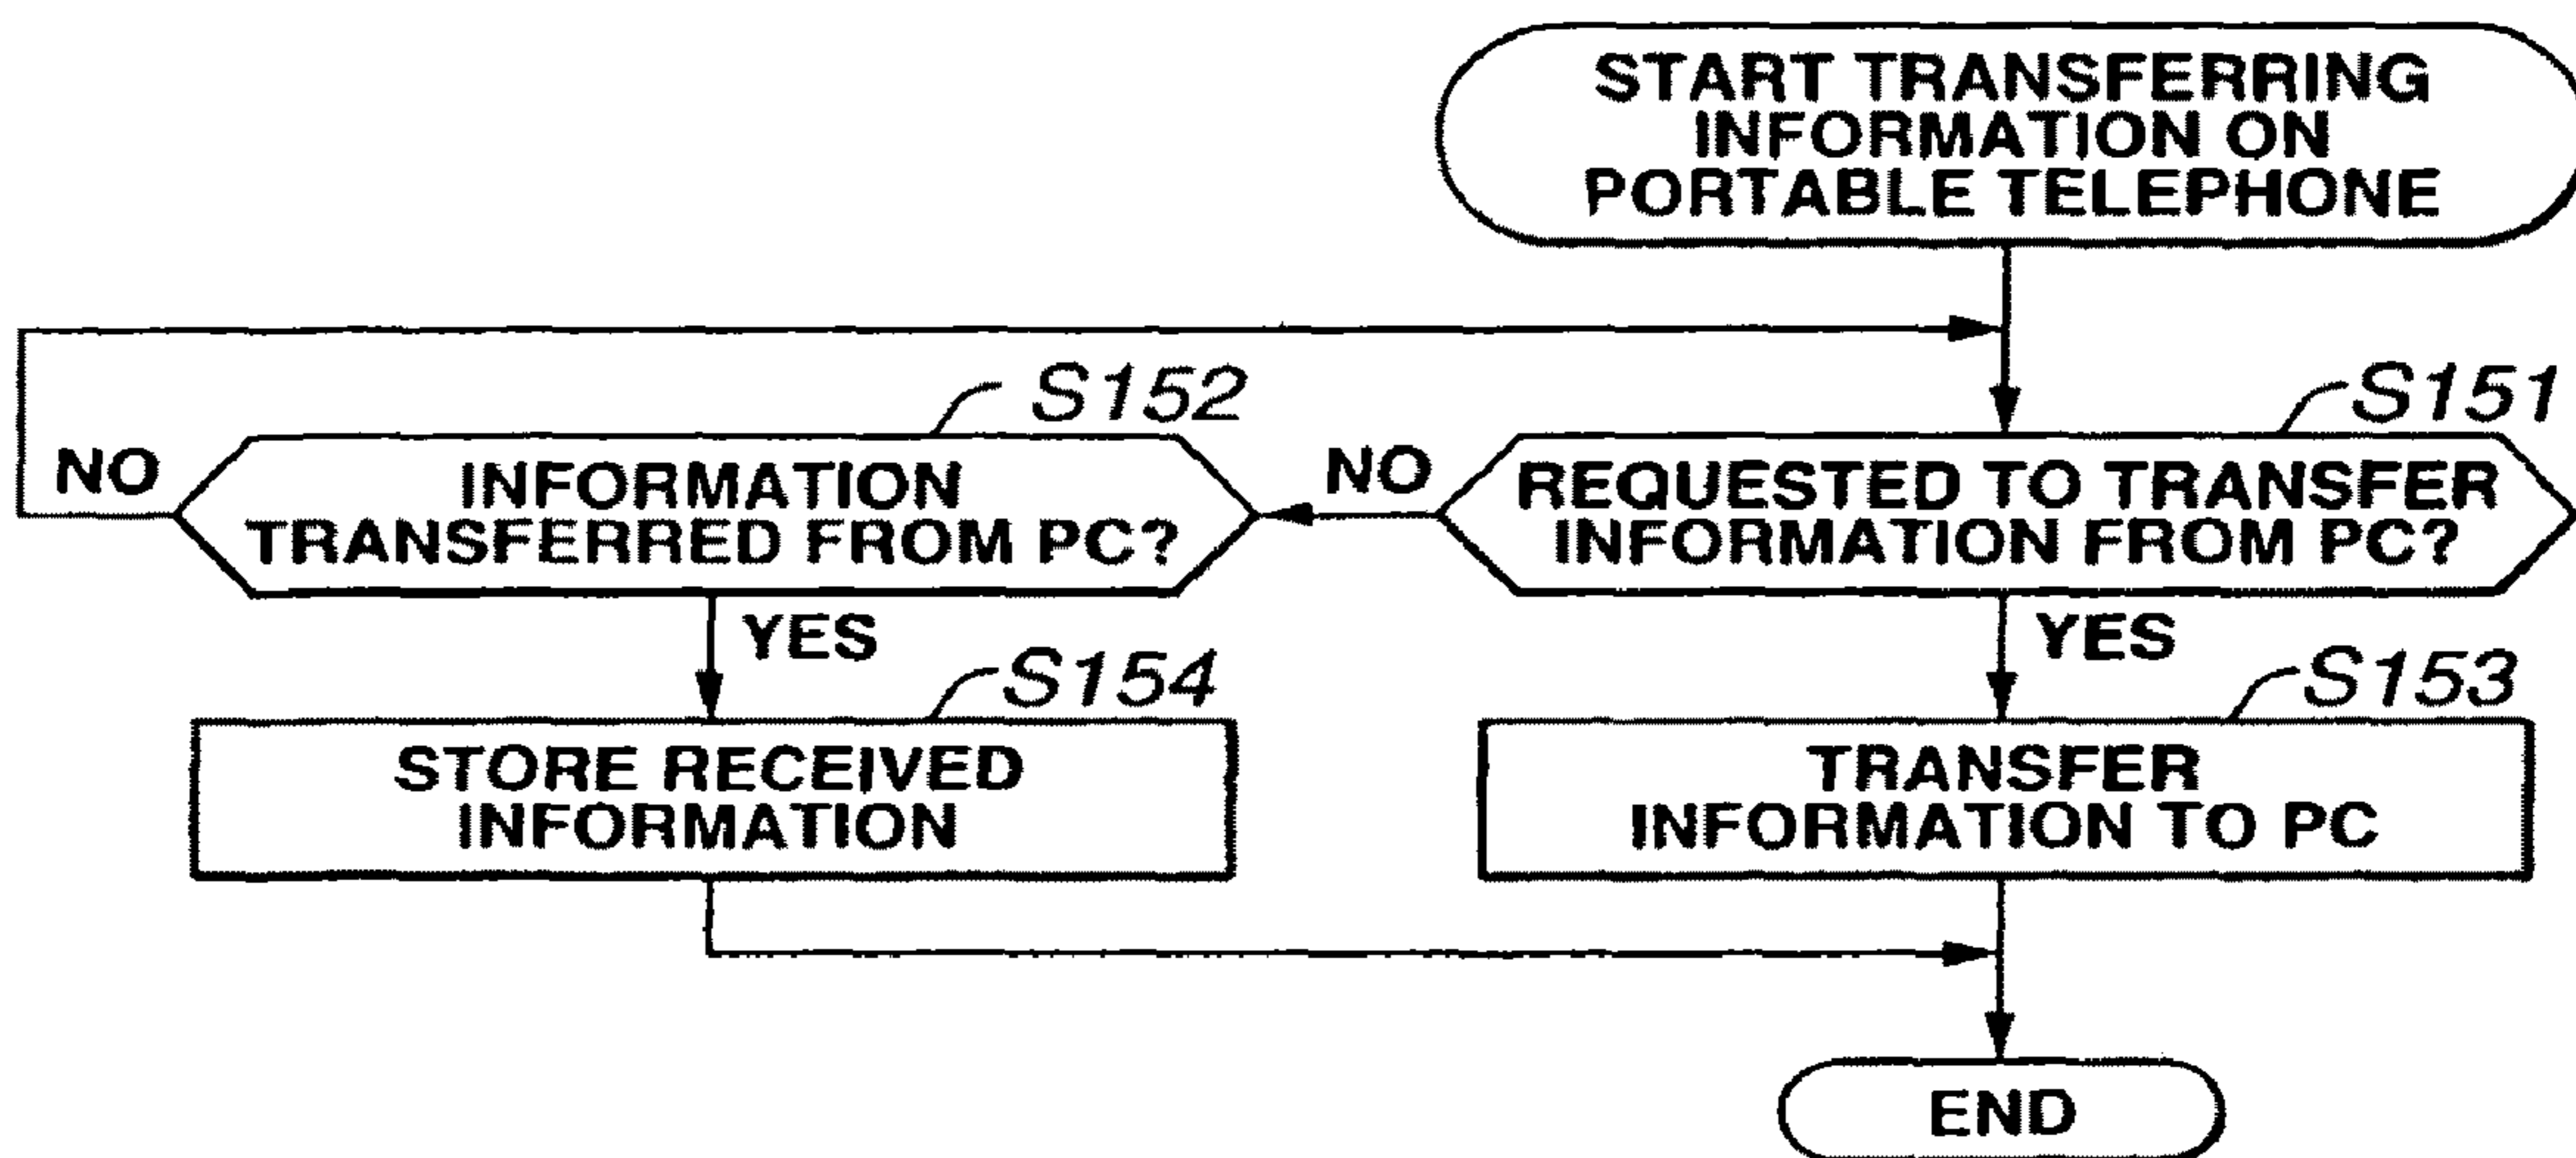 START TRANSFERRING
INFORMATION ON
PORTABLE TELEPHONE
S152
S151
NO
INFORMATION
TRANSFERRED FROM PC?
NO
REQUESTED TO TRANSFER
INFORMATION FROM PC?
YES
YES
S154
S153
STORE RECEIVED
INFORMATION
TRANSFER
INFORMATION TO PC
END